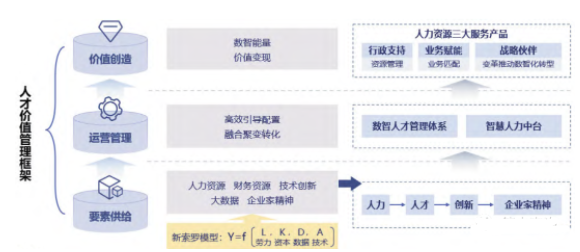 人才价值管理框架
价值创造
数智能量
价值变现
人力资源三大服务产品
行政支持
业务赋能
战略伙伴
资源管理
业务匹配
变革推动数智化转型
运营管理
高效引导配置
融合聚变转化
数智人才管理体系
智慧人力中台
要素供给
人力资源 财务资源 技术创新
大数据 企业家精神
人力
人才
创新
企业家精神
新索罗模型：Y=f
L、K、D、A
劳力 资本 数据 技术